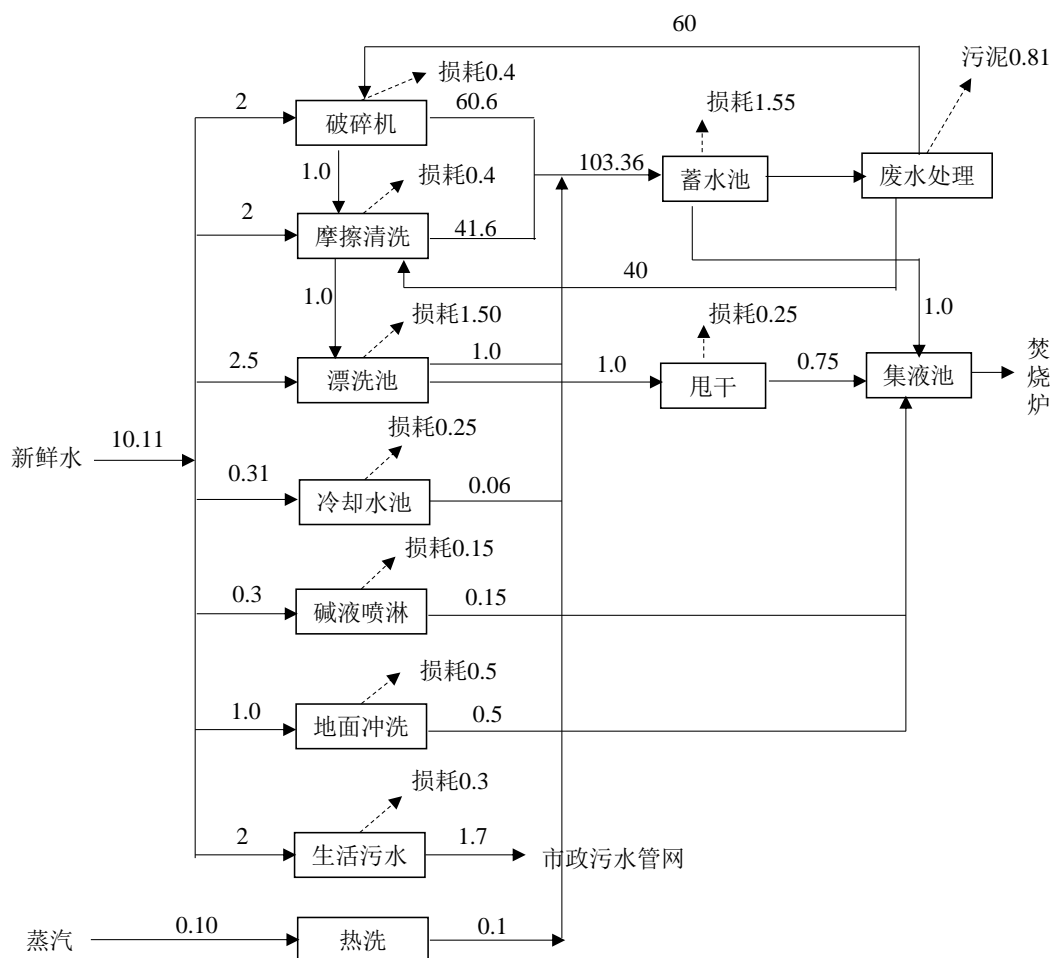 60
污泥0.81
损耗0.4
2
60.6
损耗1.55
破碎机
103.36
蓄水池
废水处理
1.0
损耗0.4
2
摩擦清洗
41.6
40
1.0
损耗1.50
损耗0.25
1.0
2.5
漂洗池
1.0
1.0
甩干
0.75
集液池
焚烧炉
新鲜水
10.11
损耗0.25
0.31
冷却水池
0.06
损耗0.15
0.3
碱液喷淋
0.15
损耗0.5
1.0
地面冲洗
0.5
损耗0.3
2
生活污水
1.7
市政污水管网
蒸汽
0.10
热洗
0.1